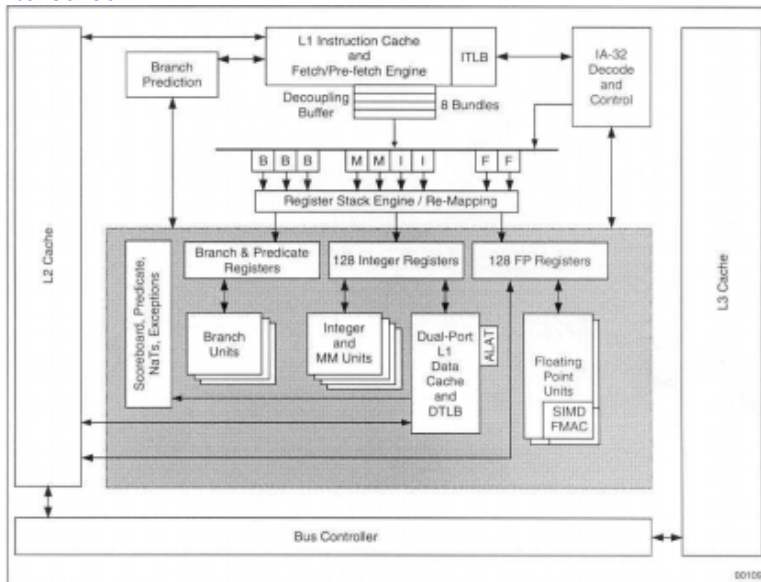 L1 Instruction Cache
and
Fetch/Pre-fetch Engine
ITLB
IA-32
Decode
and
Control
Branch
Prediction
Decoupling
Buffer
8 Bundles
B B B M M I I F F
Register Stack Engine / Re-Mapping
L2 Cache
L3 Cache
Scoreboard, Predicate,
NaTs, Exceptions
Branch & Predicate
Registers
128 Integer Registers
128 FP Registers
Branch
Units
Integer
and
MM Units
Dual-Port
L1
Data
Cache
and
DTLB
ALAT
Floating
Point
Units
SIMD
FMAC
Bus Controller